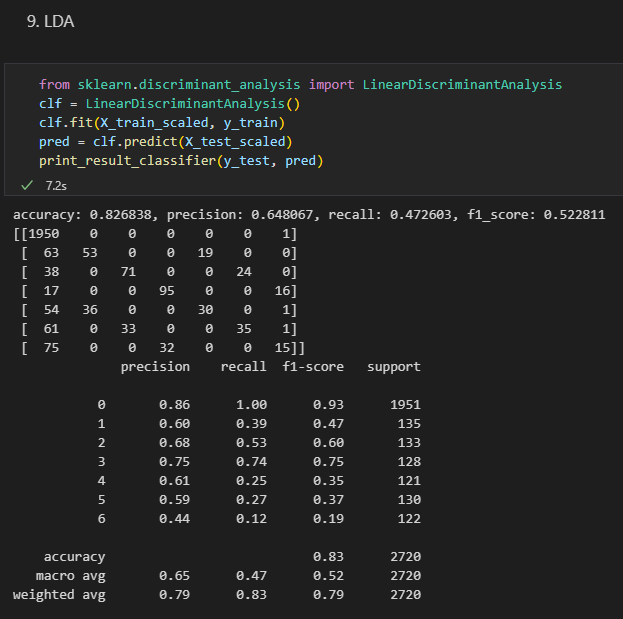 9. LDA
from sklearn.discriminant_analysis import LinearDiscriminantAnalysis
clf = LinearDiscriminantAnalysis()
clf.fit(X_train_scaled, y_train)
pred = clf.predict(X_test_scaled)
print_result_classifier(y_test, pred)
✓ 7.2s
accuracy: 0.826838, precision: 0.648067, recall: 0.472603, f1_score: 0.522811
[[1950    0    0    0    0    0    1]
 [  63   53    0    0   19    0    0]
 [  38    0   71    0    0   24    0]
 [  17    0    0   95    0    0   16]
 [  54   36    0    0   30    0    1]
 [  61    0   33    0    0   35    1]
 [  75    0    0   32    0    0   15]]
              precision    recall  f1-score   support
           0       0.86      1.00      0.93      1951
           1       0.60      0.39      0.47       135
           2       0.68      0.53      0.60       133
           3       0.75      0.74      0.75       128
           4       0.61      0.25      0.35       121
           5       0.59      0.27      0.37       130
           6       0.44      0.12      0.19       122
    accuracy                           0.83      2720
   macro avg       0.65      0.47      0.52      2720
weighted avg       0.79      0.83      0.79      2720